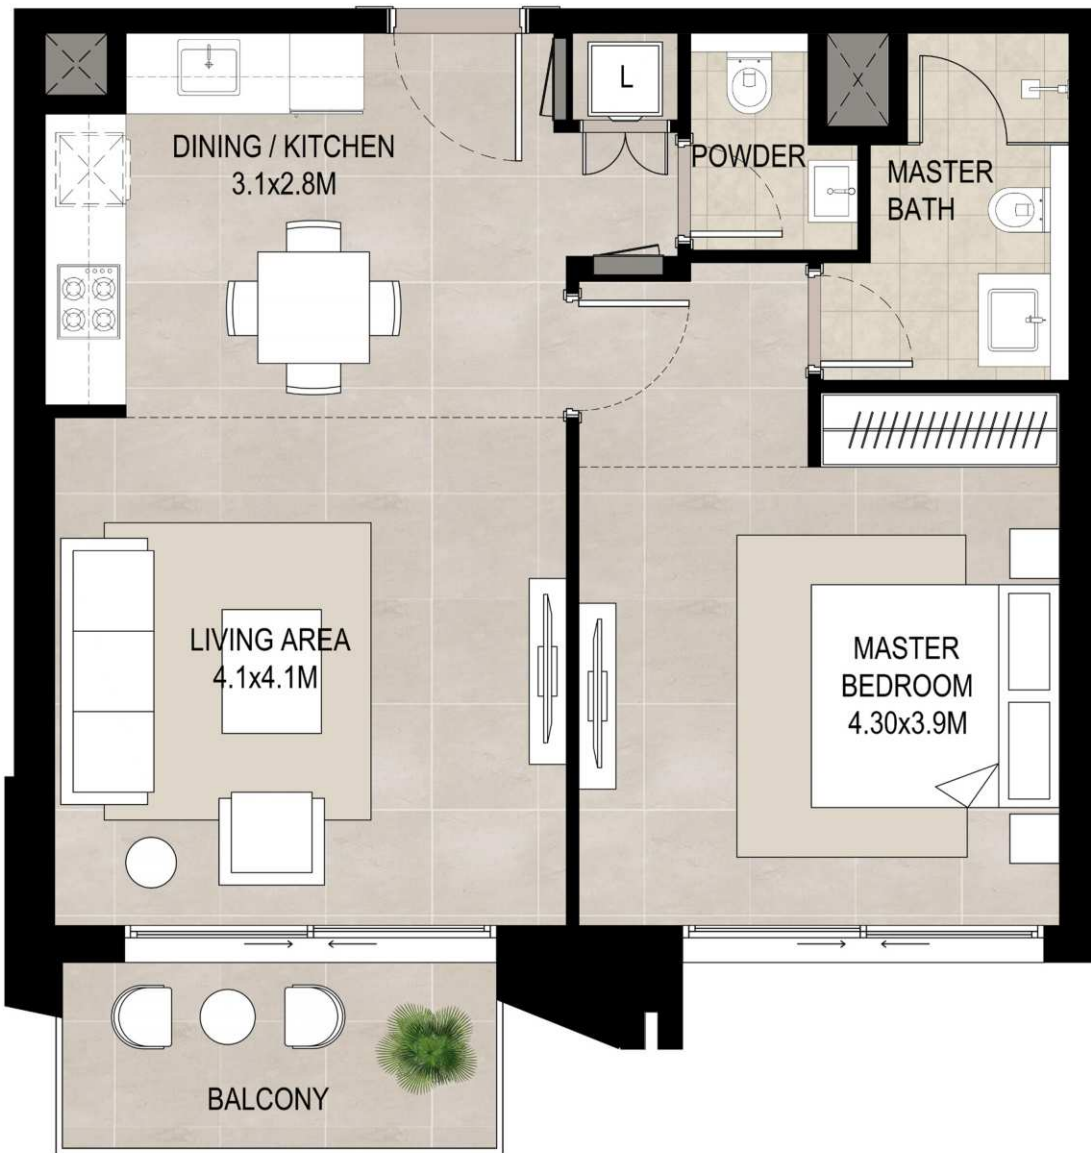 L
DINING / KITCHEN
3.1x2.8M
POWDER
MASTER
BATH
LIVING AREA
4.1x4.1M
MASTER
BEDROOM
4.30x3.9M
BALCONY